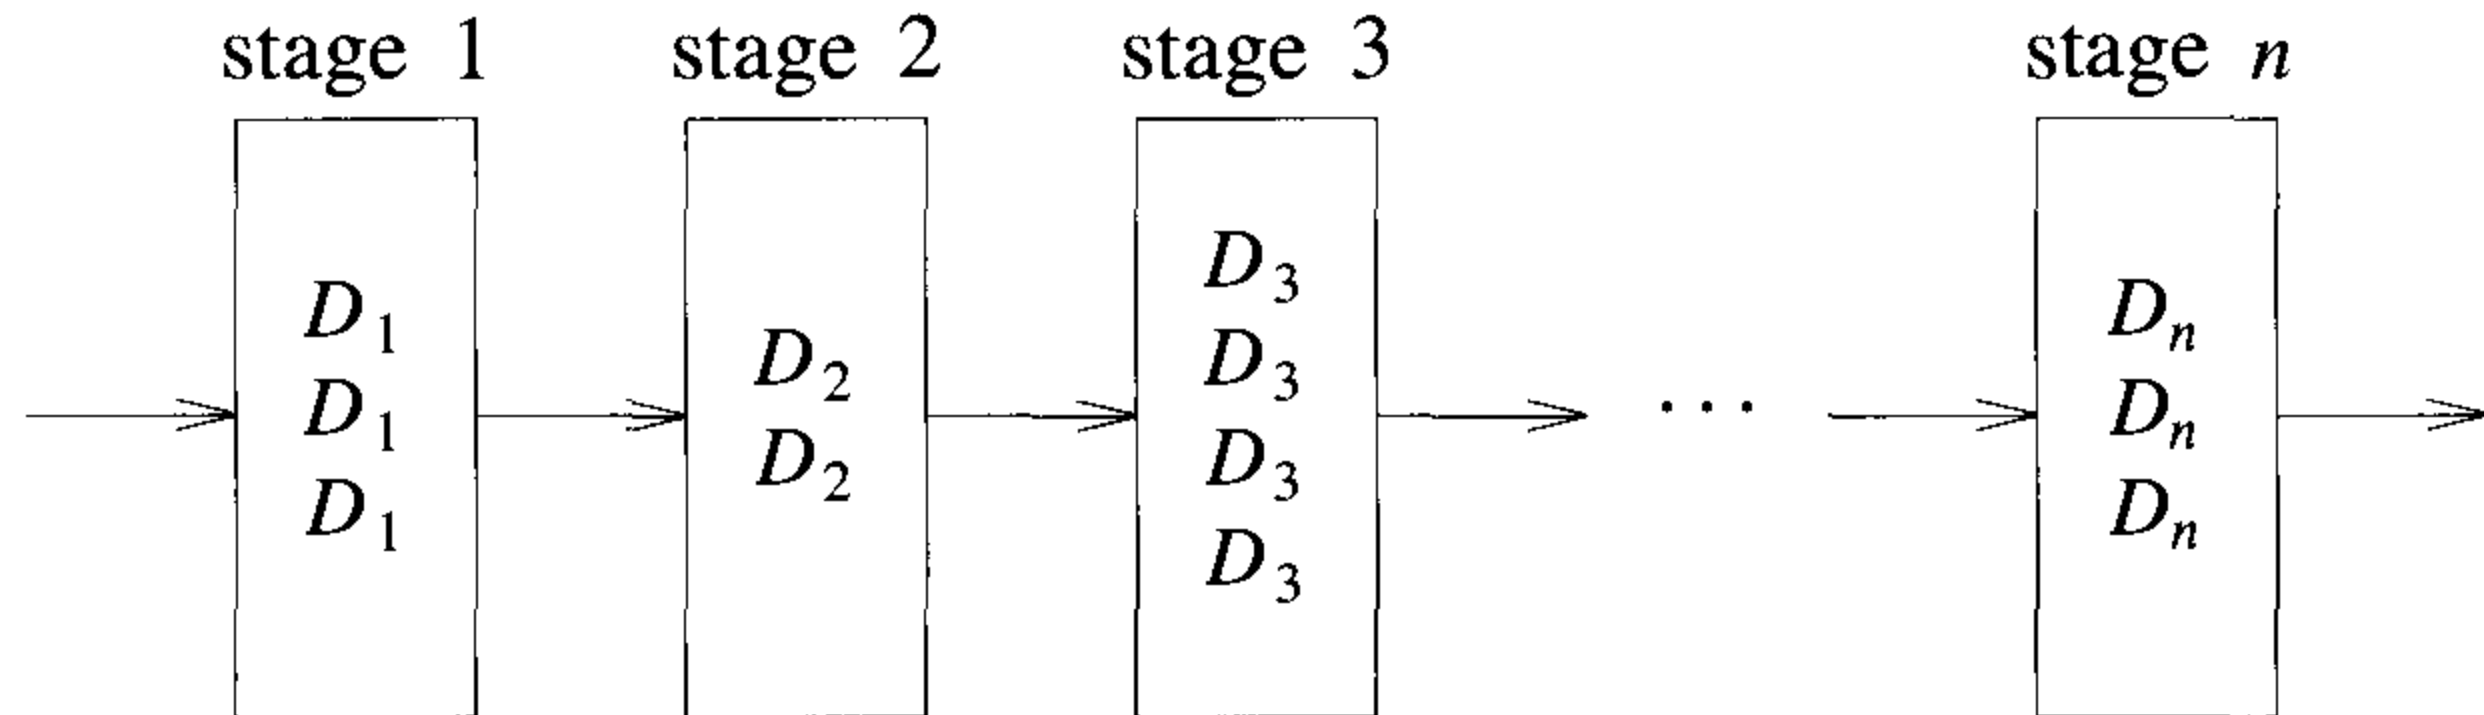 stage 1 stage 2 stage 3 stage n
D1
D1
D1
D2
D2
D3
D3
D3
D3
...
Dn
Dn
Dn